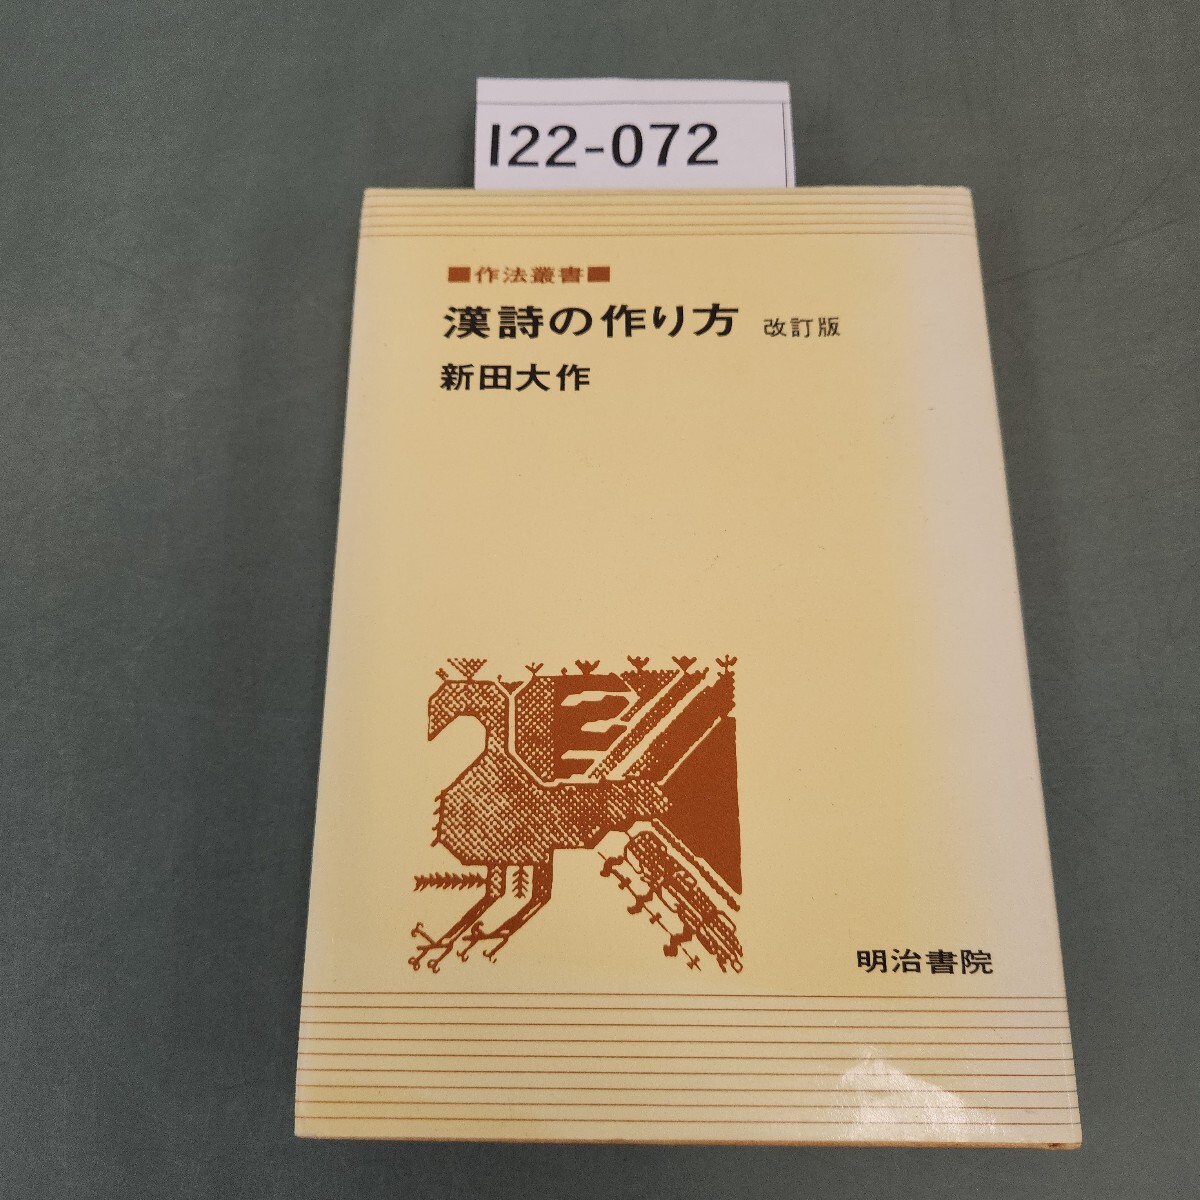 I22-072
■作法叢書■
漢詩の作り方 改訂版
新田大作
明治書院